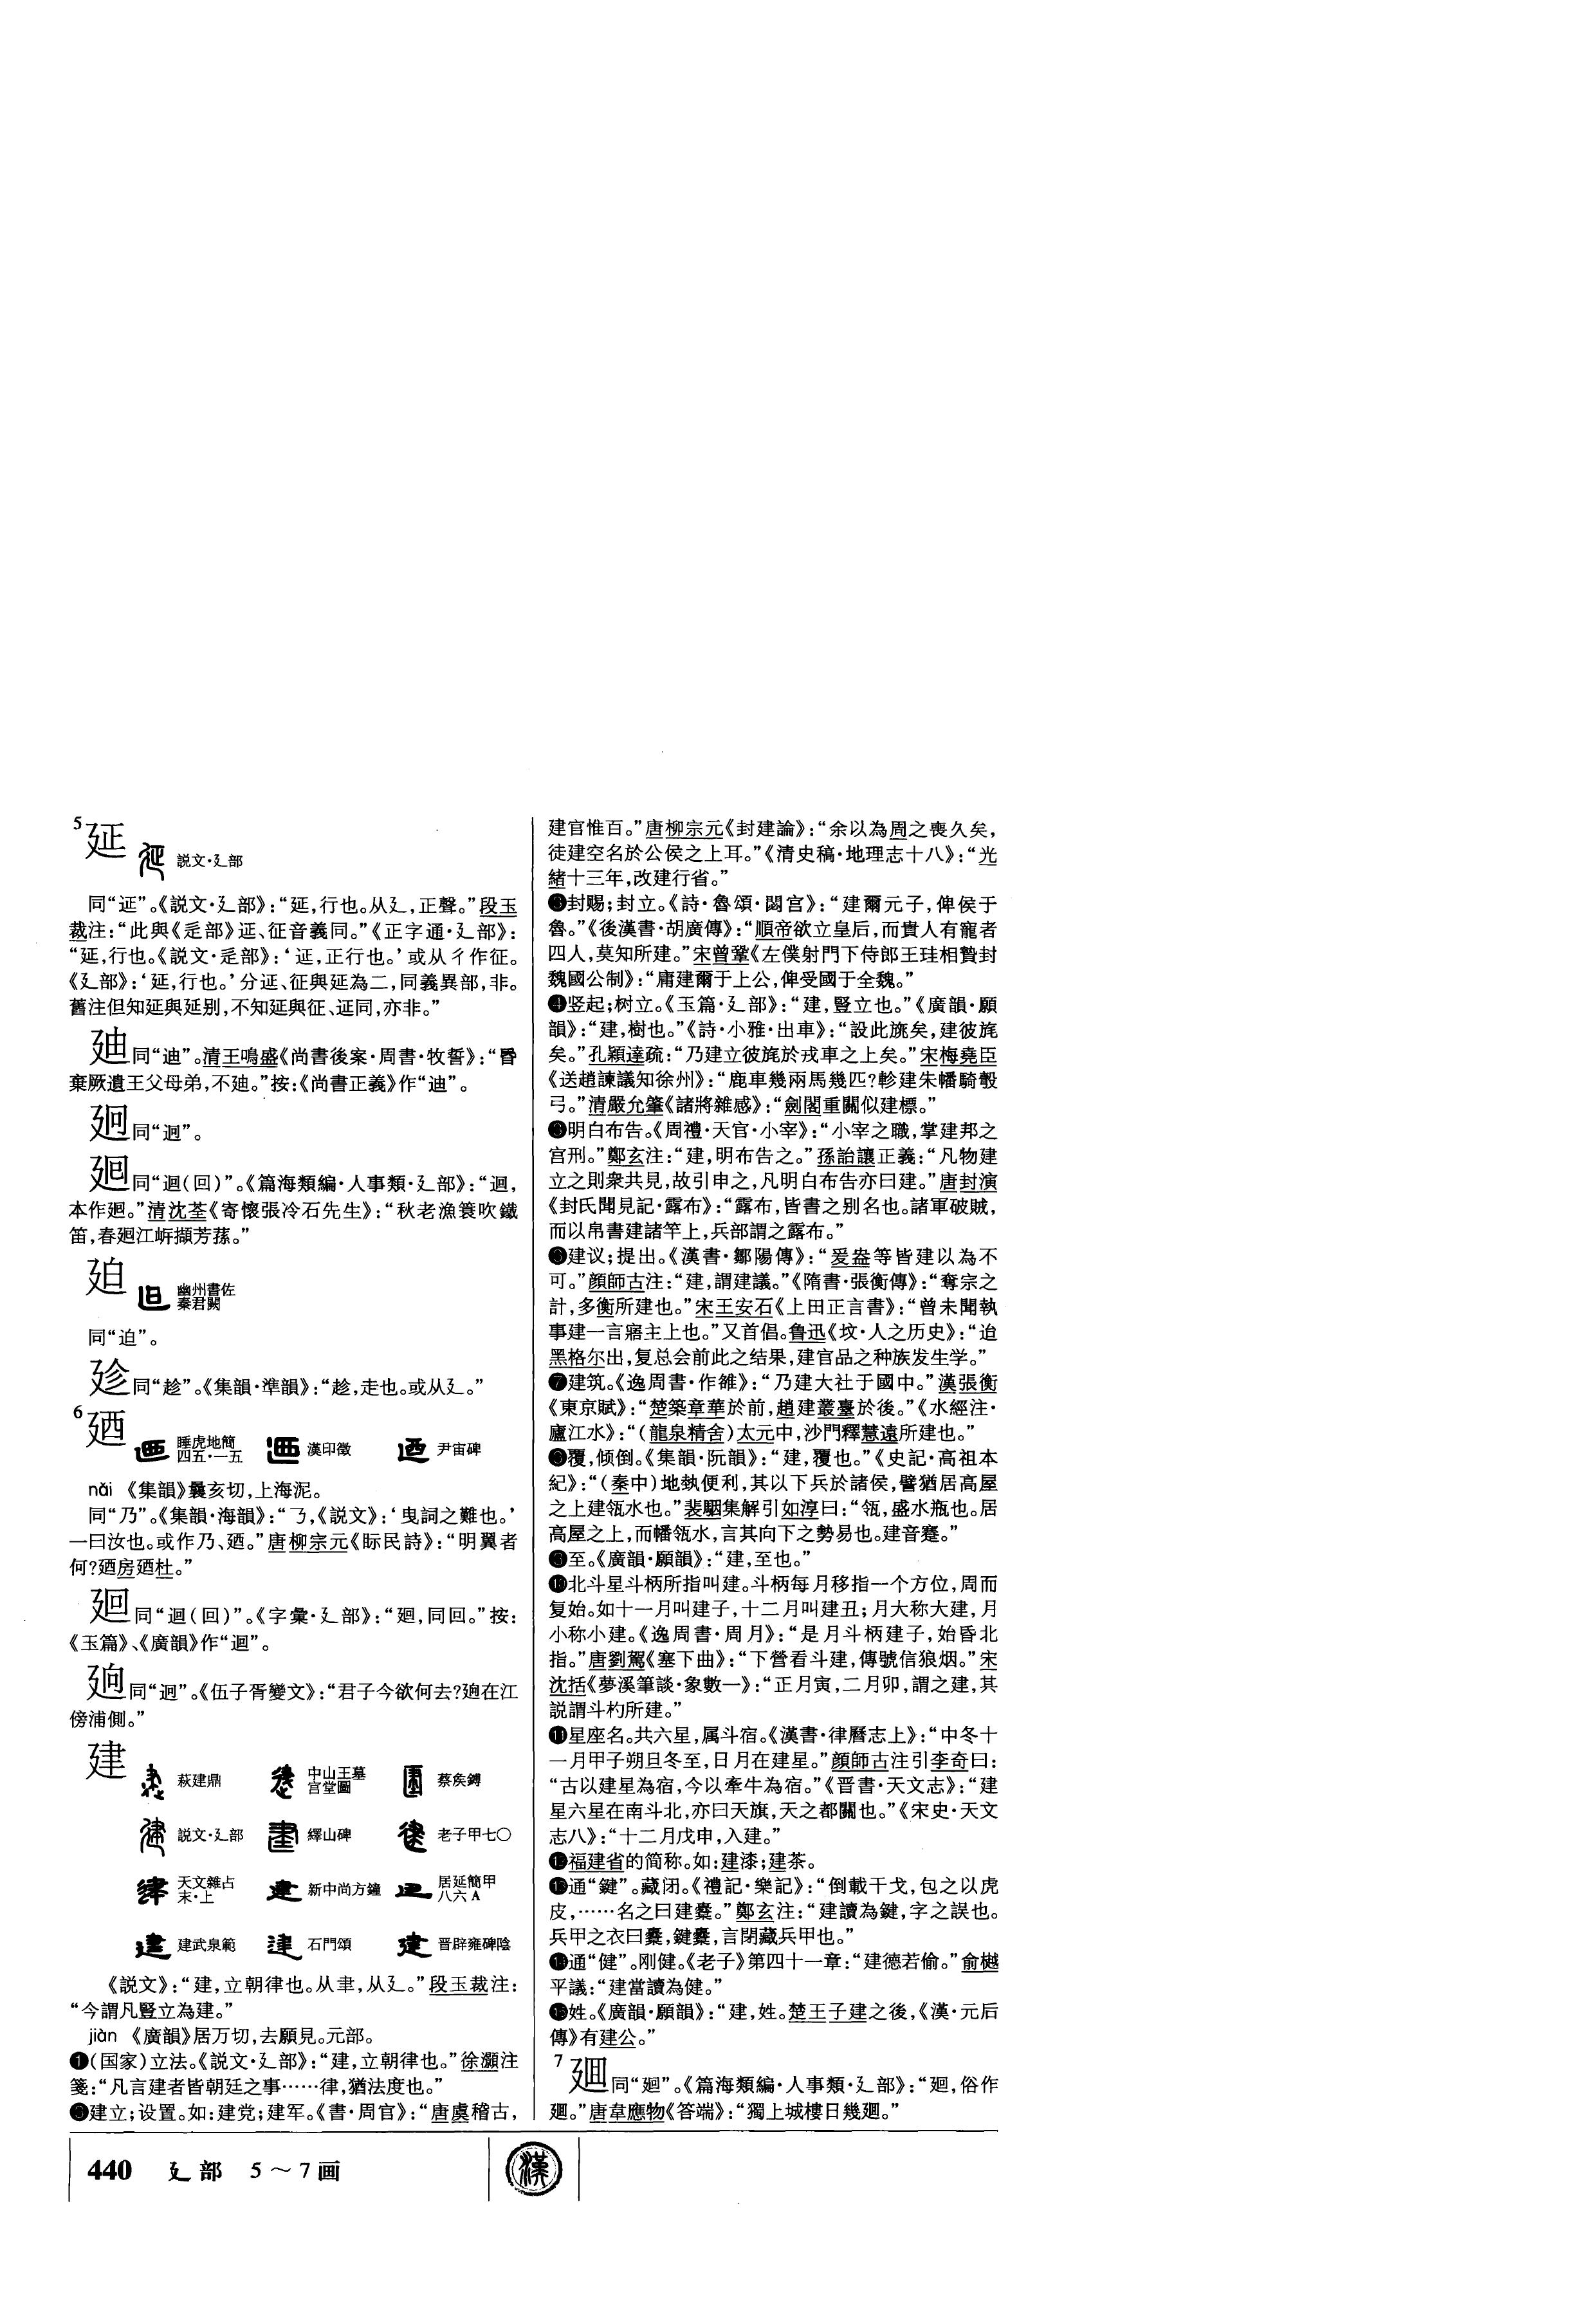 5
延 説文·廴部
同“𨒌”。《説文·廴部》:“延,行也。从廴,正聲。”段玉
裁注:“此與《辵部》𨒌、征音義同。”《正字通·廴部》:
“延,行也。《説文·辵部》:‘𨒌,正行也。’或从彳作征。
《廴部》:‘延,行也。’分𨒌、征與延為二,同義異部,非。
舊注但知延與延别,不知延與征、𨒌同,亦非。”
廸同“迪”。清王鳴盛《尚書後案·周書·牧誓》:“昬
棄厥遺王父母弟,不廸。”按:《尚書正義》作“迪”。
同“迥”。
廻同“迴(回)”。《篇海類編·人事類·廴部》:“迴,
本作廻。”清沈荃《寄懷張冷石先生》:“秋老漁簑吹鐵
笛,春廻江㟁擷芳蓀。”
廹 幽州書佐
秦君闕
同“迫”。
同“趁”。《集韻·準韻》:“趁,走也。或从廴。”
6
廼 睡虎地簡
四五·一五 漢印徵 尹宙碑
nǎi 《集韻》曩亥切,上海泥。
同“乃”。《集韻·海韻》:“𠄎,《説文》:‘曳詞之難也。’
一曰汝也。或作乃、廼。”唐柳宗元《眎民詩》:“明翼者
何?廼房廼杜。”
廻同“迴(回)”。《字彙·廴部》:“廻,同回。”按:
《玉篇》、《廣韻》作“迴”。
同“迥”。《伍子胥變文》:“君子今欲何去?在江
傍浦側。”
建 萩建鼎 中山王墓
宫堂圖 蔡矦鎛
説文·廴部 繹山碑 老子甲七〇
天文雜占
末·上 新中尚方鐘 居延簡甲
八六A
建武泉範 石門頌 晋辟雍碑陰
《説文》:“建,立朝律也。从聿,从廴。”段玉裁注:
“今謂凡豎立為建。”
jiàn 《廣韻》居万切,去願見。元部。
❶(国家)立法。《説文·廴部》:“建,立朝律也。”徐灝注
箋:“凡言建者皆朝廷之事……律,猶法度也。”
❷建立;设置。如:建党;建军。《書·周官》:“唐虞稽古,
建官惟百。”唐柳宗元《封建論》:“余以為周之喪久矣,
徒建空名於公侯之上耳。”《清史稿·地理志十八》:“光
緒十三年,改建行省。”
❸封赐;封立。《詩·魯頌·閟宫》:“建爾元子,俾侯于
魯。”《後漢書·胡廣傳》:“順帝欲立皇后,而貴人有寵者
四人,莫知所建。”宋曾鞏《左僕射門下侍郎王珪相贄封
魏國公制》:“庸建爾于上公,俾受國于全魏。”
❹竖起;树立。《玉篇·廴部》:“建,豎立也。”《廣韻·願
韻》:“建,樹也。”《詩·小雅·出車》:“設此旐矣,建彼旄
矣。”孔穎達疏:“乃建立彼旄於戎車之上矣。”宋梅堯臣
《送趙諫議知徐州》:“鹿車幾兩馬幾匹?軫建朱幡騎彀
弓。”清嚴允肇《諸將雜感》:“劍閣重關似建標。”
❺明白布告。《周禮·天官·小宰》:“小宰之職,掌建邦之
宫刑。”鄭玄注:“建,明布告之。”孫詒讓正義:“凡物建
立之則衆共見,故引申之,凡明白布告亦曰建。”唐封演
《封氏聞見記·露布》:“露布,皆書之别名也。諸軍破賊,
而以帛書建諸竿上,兵部謂之露布。”
❻建议;提出。《漢書·鄒陽傳》:“爰盎等皆建以為不
可。”顔師古注:“建,謂建議。”《隋書·張衡傳》:“奪宗之
計,多衡所建也。”宋王安石《上田正言書》:“曾未聞執
事建一言寤主上也。”又首倡。鲁迅《坟·人之历史》:“迨
黑格尔出,复总会前此之结果,建官品之种族发生学。”
❼建筑。《逸周書·作雒》:“乃建大社于國中。”漢張衡
《東京賦》:“楚築章華於前,趙建叢臺於後。”《水經注·
廬江水》:“(龍泉精舍)太元中,沙門釋慧遠所建也。”
❽覆,倾倒。《集韻·阮韻》:“建,覆也。”《史記·高祖本
紀》:“(秦中)地埶便利,其以下兵於諸侯,譬猶居高屋
之上建瓴水也。”裴駰集解引如淳曰:“瓴,盛水瓶也。居
高屋之上,而幡瓴水,言其向下之勢易也。建音蹇。”
❾至。《廣韻·願韻》:“建,至也。”
❿北斗星斗柄所指叫建。斗柄每月移指一个方位,周而
复始。如十一月叫建子,十二月叫建丑;月大称大建,月
小称小建。《逸周書·周月》:“是月斗柄建子,始昏北
指。”唐劉駕《塞下曲》:“下營看斗建,傳號信狼烟。”宋
沈括《夢溪筆談·象數一》:“正月寅,二月卯,謂之建,其
説謂斗杓所建。”
⓫星座名。共六星,属斗宿。《漢書·律曆志上》:“中冬十
一月甲子朔旦冬至,日月在建星。”顔師古注引李奇曰:
“古以建星為宿,今以牽牛為宿。”《晋書·天文志》:“建
星六星在南斗北,亦曰天旗,天之都關也。”《宋史·天文
志八》:“十二月戊申,入建。”
⓬福建省的简称。如:建漆;建茶。
⓭通“鍵”。藏闭。《禮記·樂記》:“倒載干戈,包之以虎
皮,……名之曰建櫜。”鄭玄注:“建讀為鍵,字之誤也。
兵甲之衣曰櫜,鍵櫜,言閉藏兵甲也。”
⓮通“健”。刚健。《老子》第四十一章:“建德若偷。”俞樾
平議:“建當讀為健。”
⓯姓。《廣韻·願韻》:“建,姓。楚王子建之後,《漢·元后
傳》有建公。”
7
𢌞同“廻”。《篇海類編·人事類·廴部》:“廻,俗作
𢌞。”唐韋應物《答端》:“獨上城樓日幾𢌞。”
440 廴部 5～7画 漢